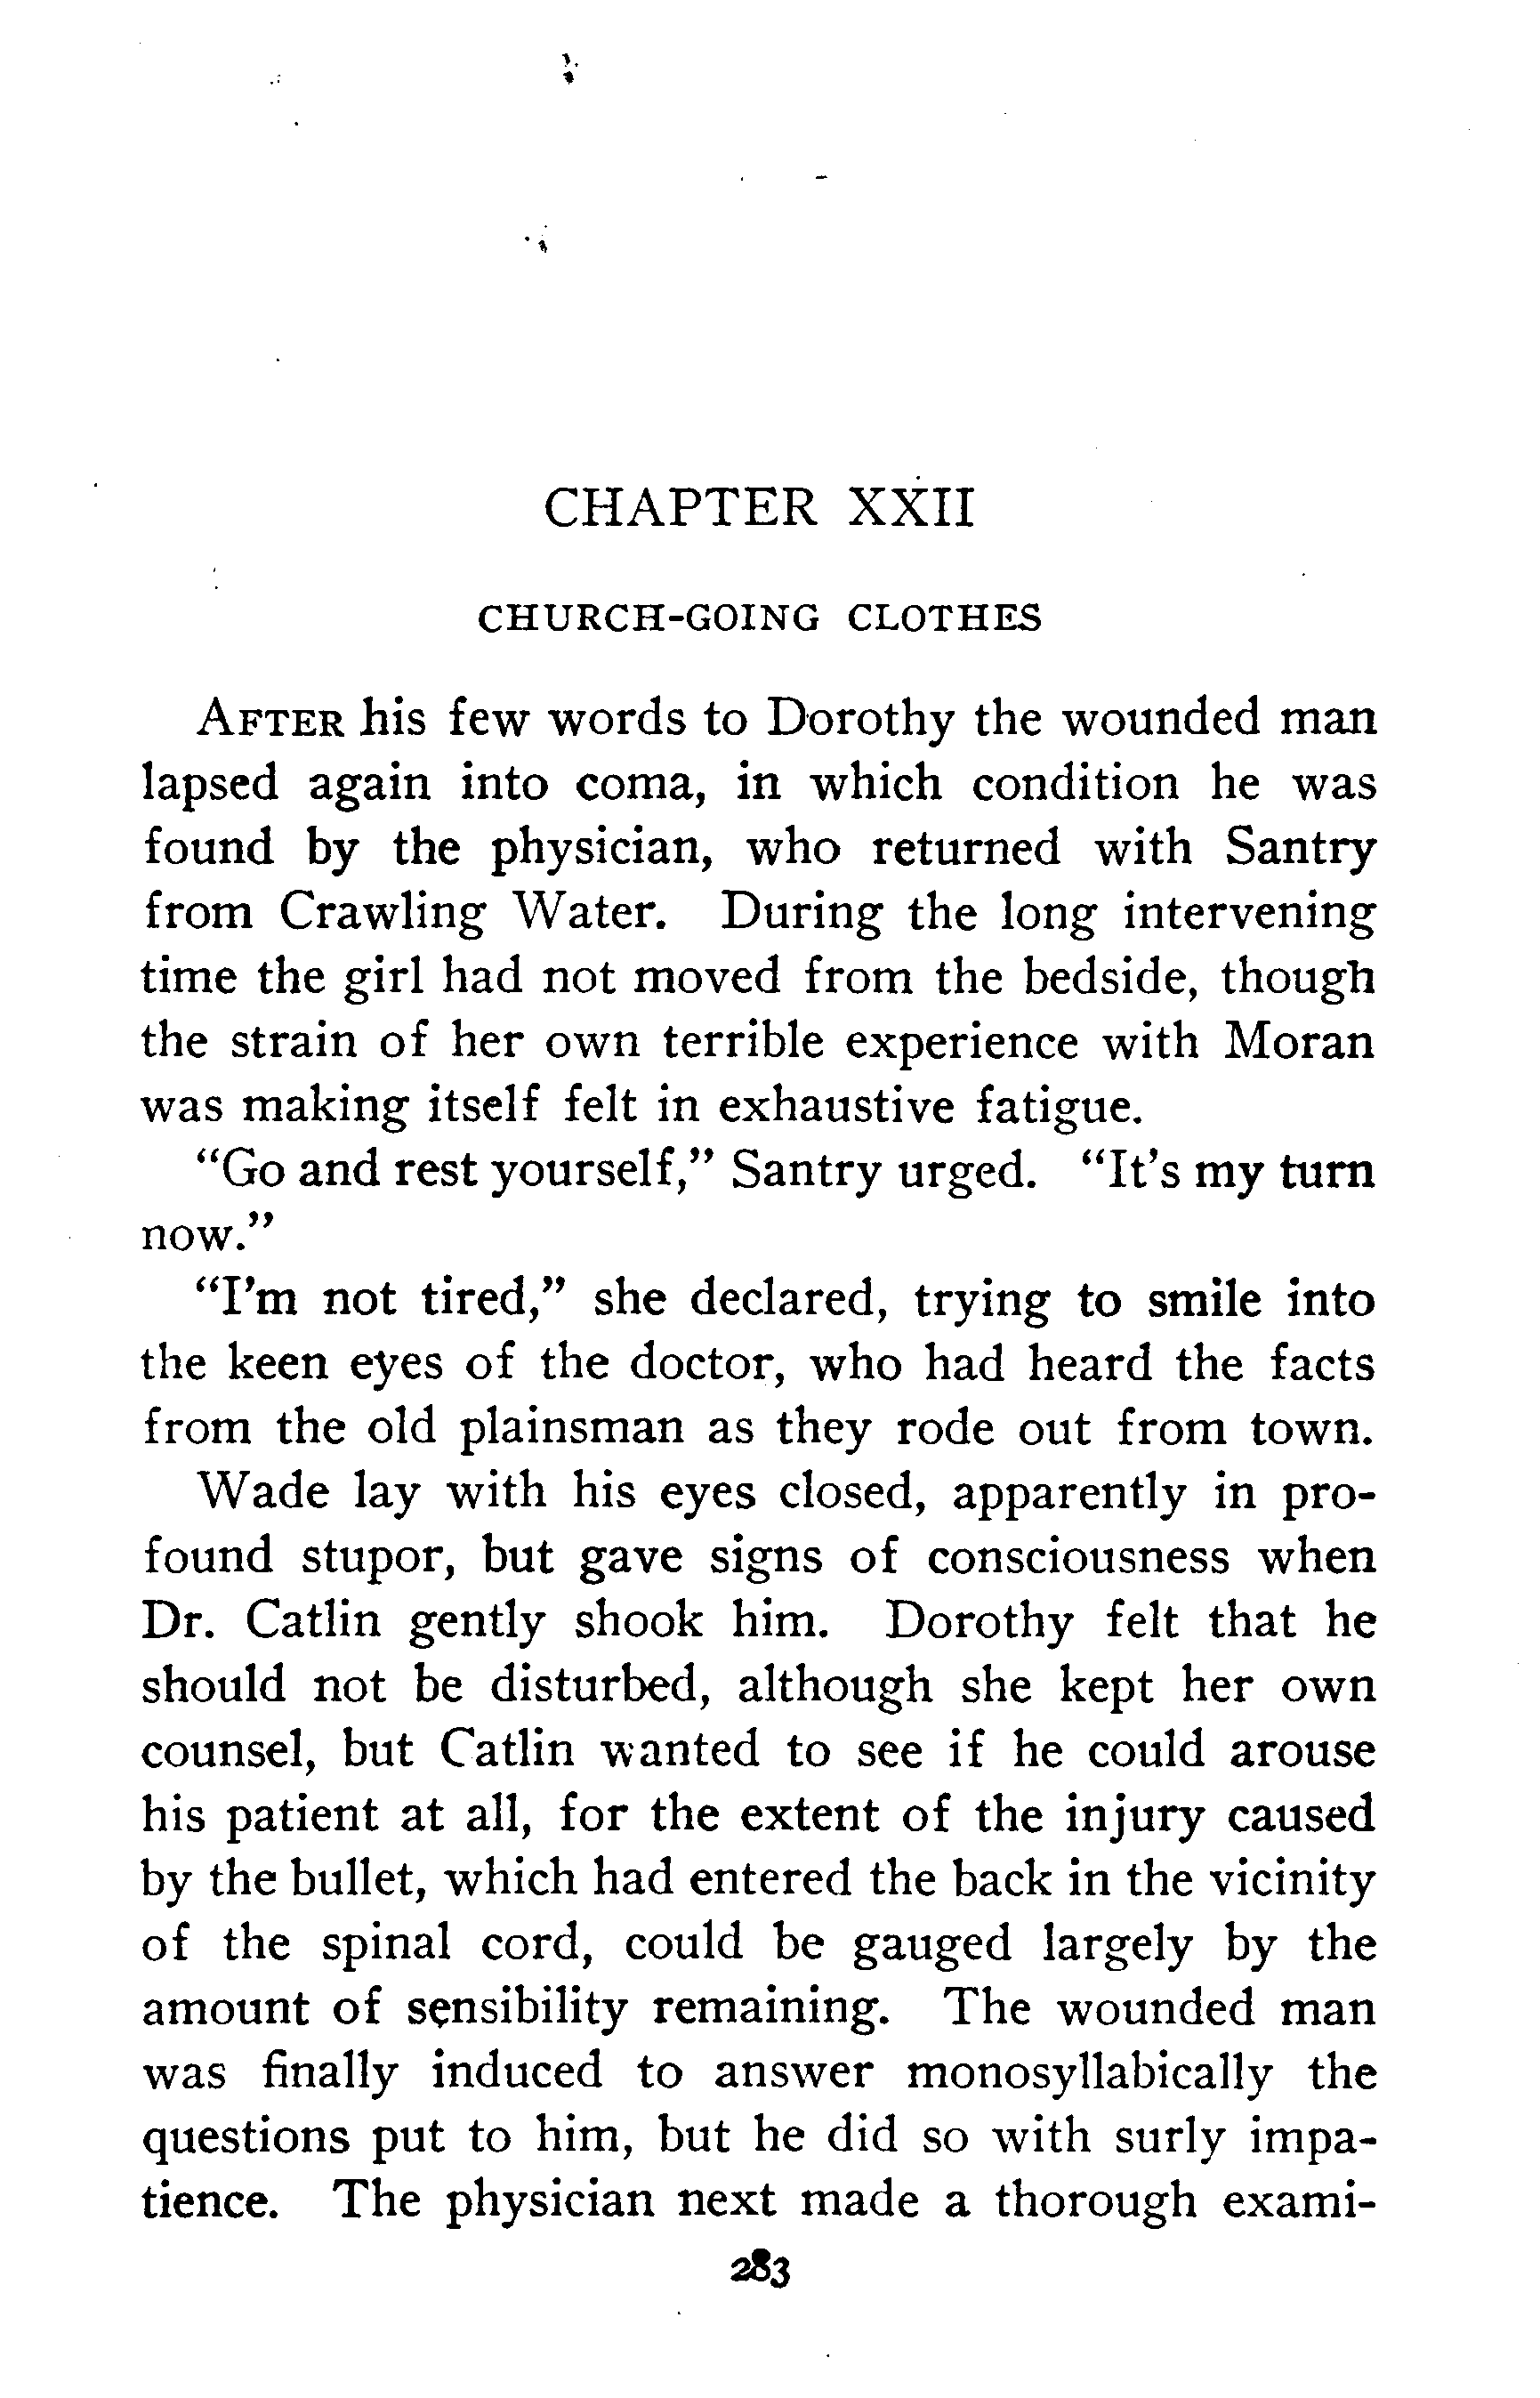 CHAPTER XXII
CHURCH-GOING CLOTHES
AFTER his few words to Dorothy the wounded man
lapsed again into coma, in which condition he was
found by the physician, who returned with Santry
from Crawling Water. During the long intervening
time the girl had not moved from the bedside, though
the strain of her own terrible experience with Moran
was making itself felt in exhaustive fatigue.
"Go and rest yourself," Santry urged. "It's my turn
now."
"I'm not tired," she declared, trying to smile into
the keen eyes of the doctor, who had heard the facts
from the old plainsman as they rode out from town.
Wade lay with his eyes closed, apparently in pro-
found stupor, but gave signs of consciousness when
Dr. Catlin gently shook him. Dorothy felt that he
should not be disturbed, although she kept her own
counsel, but Catlin wanted to see if he could arouse
his patient at all, for the extent of the injury caused
by the bullet, which had entered the back in the vicinity
of the spinal cord, could be gauged largely by the
amount of sensibility remaining. The wounded man
was finally induced to answer monosyllabically the
questions put to him, but he did so with surly impa-
tience. The physician next made a thorough exami-
283